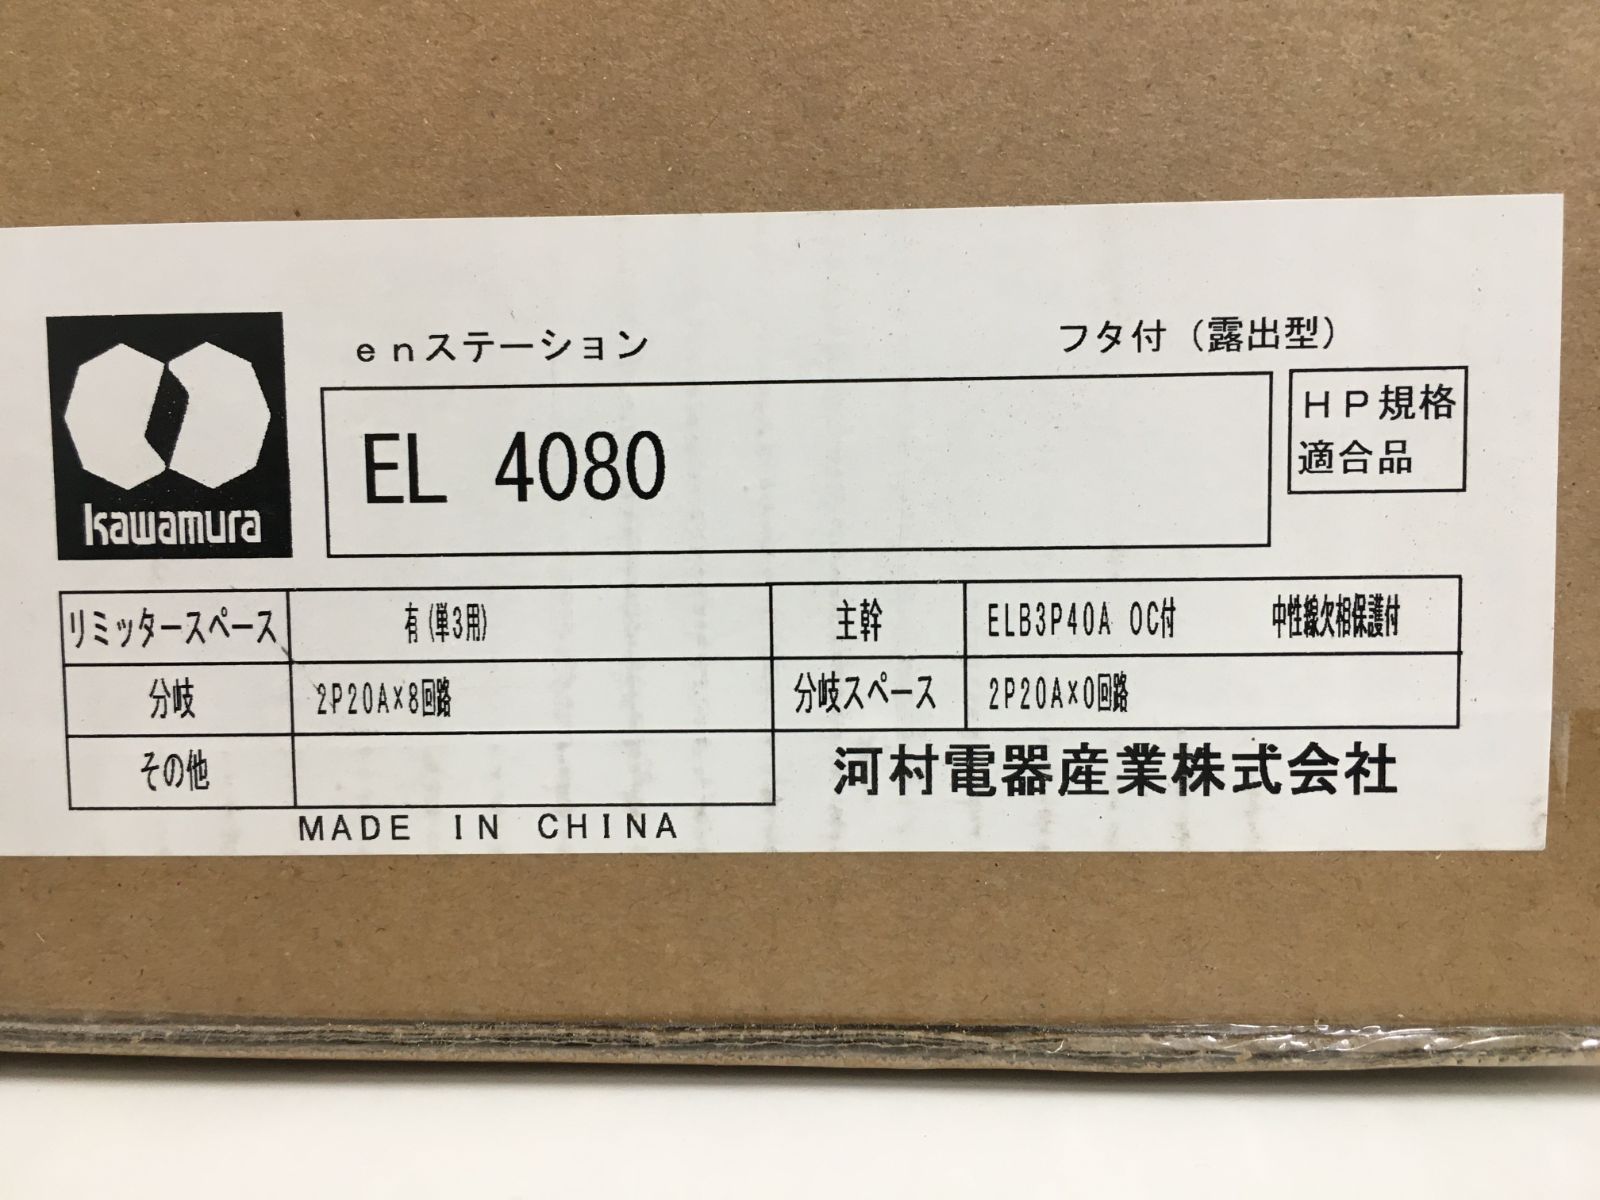 enステーション
フタ付（露出型）
EL 4080
HP規格
適合品
kawamura
リミッタースペース 有(単3用) 主幹 ELB3P40A OC付 中性線欠相保護付
分岐 2P20A×8回路 分岐スペース 2P20A×0回路
その他
河村電器産業株式会社
MADE IN CHINA